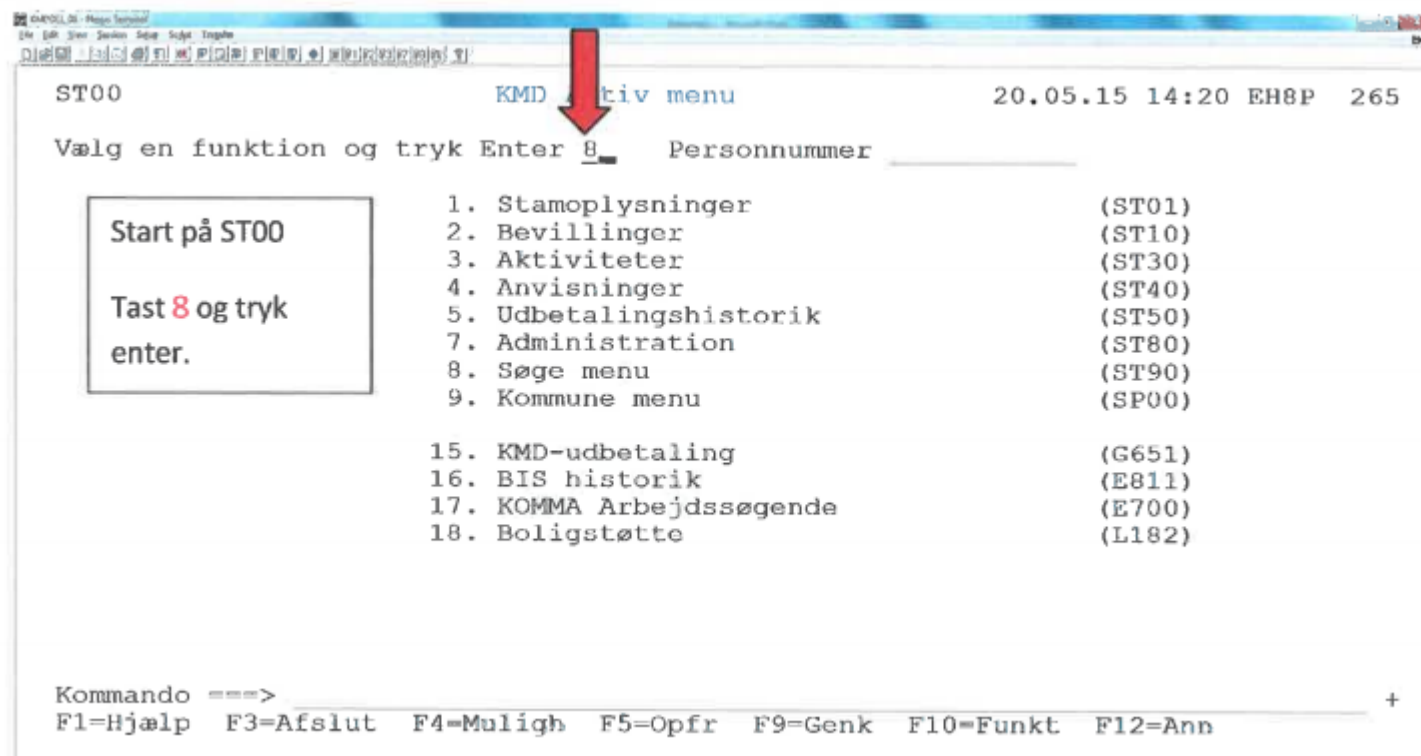 ST00 KMD tiv menu 20.05.15 14:20 EH8P 265
Vælg en funktion og tryk Enter 8_ Personnummer
Start på ST00
Tast 8 og tryk
enter.
1. Stamoplysninger (ST01)
2. Bevillinger (ST10)
3. Aktiviteter (ST30)
4. Anvisninger (ST40)
5. Udbetalingshistorik (ST50)
7. Administration (ST80)
8. Søge menu (ST90)
9. Kommune menu (SP00)
15. KMD-udbetaling (G651)
16. BIS historik (E811)
17. KOMMA Arbejdssøgende (E700)
18. Boligstøtte (L182)
Kommando ===> +
F1=Hjælp F3=Afslut F4=Muligh F5=Opfr F9=Genk F10=Funkt F12=Ann